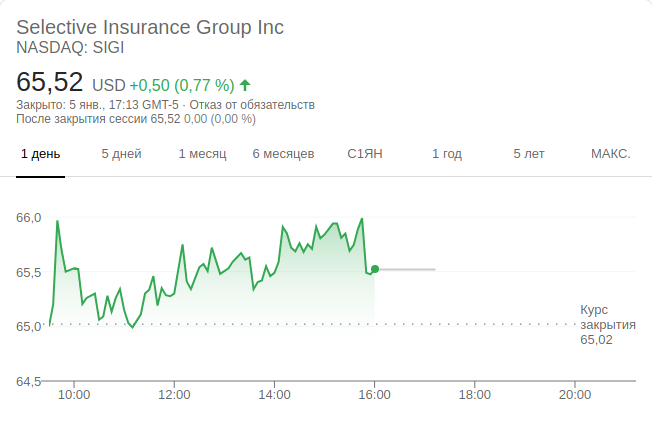 Selective Insurance Group Inc
NASDAQ: SIGI
65,52 USD +0,50 (0,77 %)
Закрыто: 5 янв., 17:13 GMT-5 · Отказ от обязательств
После закрытия сессии 65,52 0,00 (0,00 %)
1 день 5 дней 1 месяц 6 месяцев С1ЯН 1 год 5 лет МАКС.
66,0
65,5
65,0
64,5
Курс
закрытия
65,02
10:00 12:00 14:00 16:00 18:00 20:00